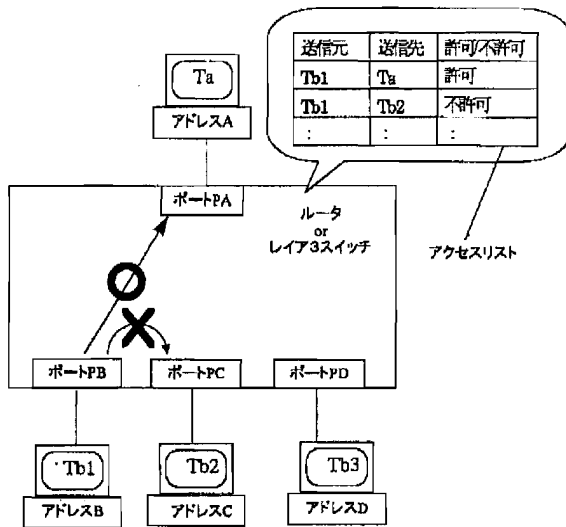 送信元 送信先 許可/不許可
Tb1 Ta 許可
Tb1 Tb2 不許可
: : :
Ta
アドレスA
ポートPA
ルータ
or
レイア3スイッチ
アクセスリスト
ポートPB ポートPC ポートPD
Tb1 Tb2 Tb3
アドレスB アドレスC アドレスD